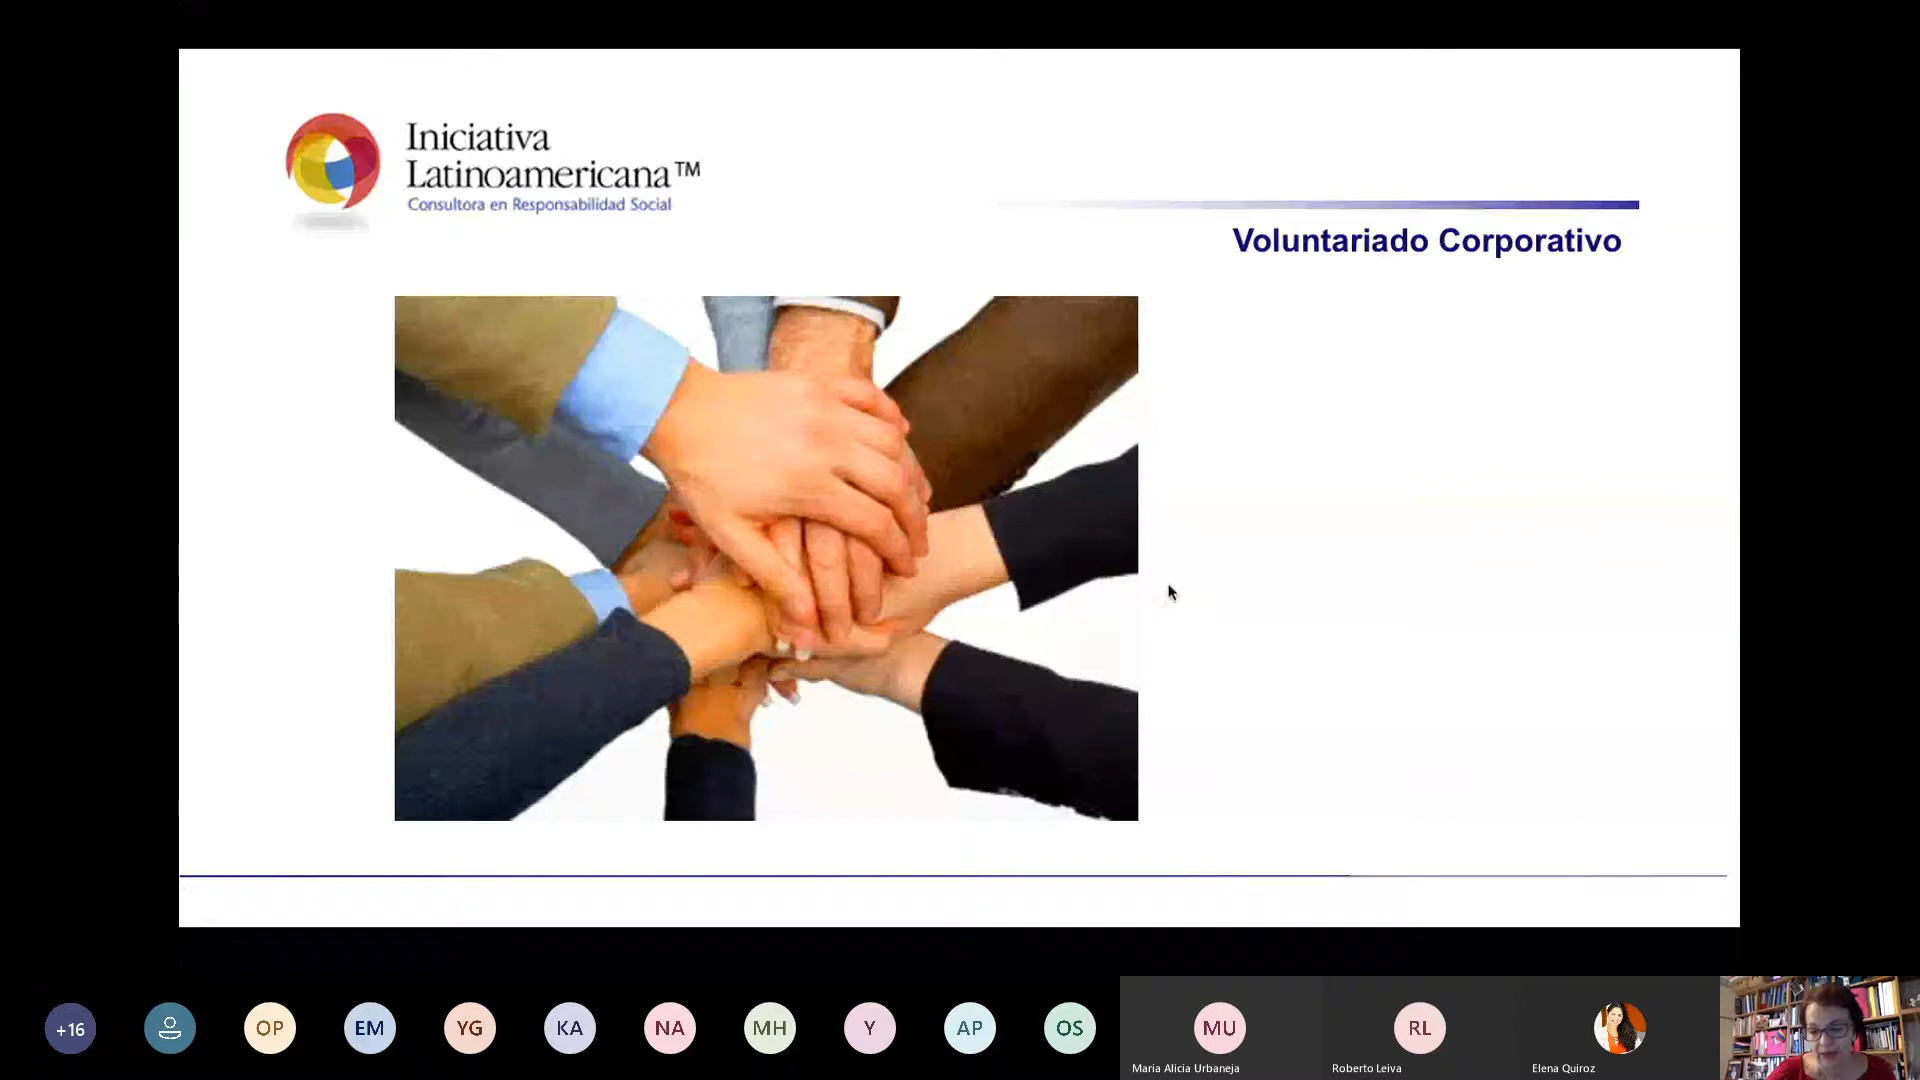 Iniciativa
Latinoamericana™
Consultora en Responsabilidad Social
Voluntariado Corporativo
+16
OP
EM
YG
KA
NA
MH
Y
AP
OS
MU
RL
Maria Alicia Urbaneja
Roberto Leiva
Elena Quiroz